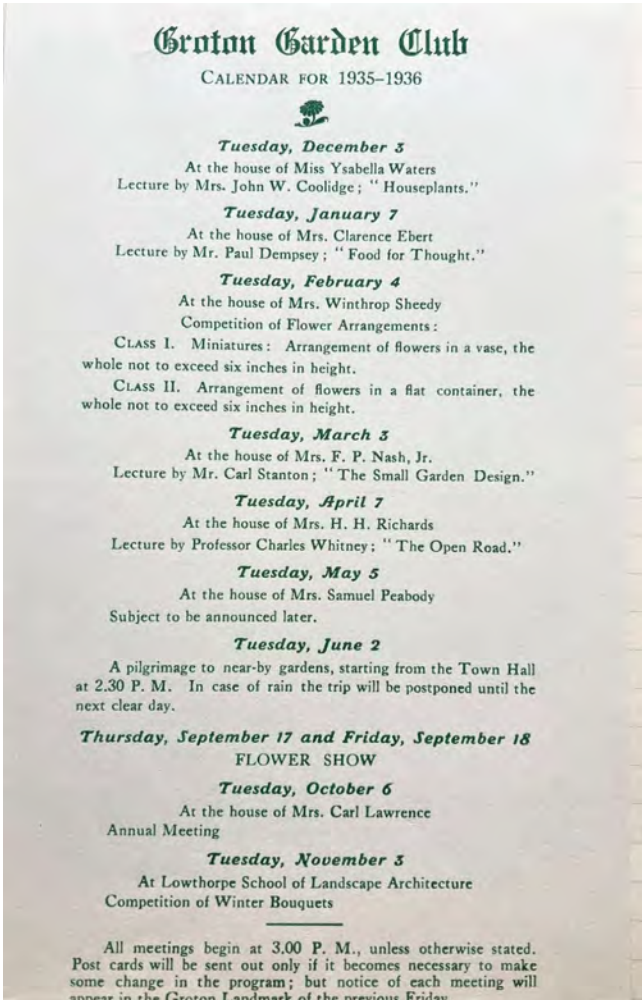 Groton Garden Club
CALENDAR FOR 1935-1936
Tuesday, December 3
At the house of Miss Ysabella Waters
Lecture by Mrs. John W. Coolidge; "Houseplants."
Tuesday, January 7
At the house of Mrs. Clarence Ebert
Lecture by Mr. Paul Dempsey; "Food for Thought."
Tuesday, February 4
At the house of Mrs. Winthrop Sheedy
Competition of Flower Arrangements:
CLASS I. Miniatures: Arrangement of flowers in a vase, the
whole not to exceed six inches in height.
CLASS II. Arrangement of flowers in a flat container, the
whole not to exceed six inches in height.
Tuesday, March 3
At the house of Mrs. F. P. Nash, Jr.
Lecture by Mr. Carl Stanton; "The Small Garden Design."
Tuesday, April 7
At the house of Mrs. H. H. Richards
Lecture by Professor Charles Whitney; "The Open Road."
Tuesday, May 5
At the house of Mrs. Samuel Peabody
Subject to be announced later.
Tuesday, June 2
A pilgrimage to near-by gardens, starting from the Town Hall
at 2.30 P. M. In case of rain the trip will be postponed until the
next clear day.
Thursday, September 17 and Friday, September 18
FLOWER SHOW
Tuesday, October 6
At the house of Mrs. Carl Lawrence
Annual Meeting
Tuesday, November 3
At Lowthorpe School of Landscape Architecture
Competition of Winter Bouquets
All meetings begin at 3.00 P. M., unless otherwise stated.
Post cards will be sent out only if it becomes necessary to make
some change in the program; but notice of each meeting will
appear in the Groton Landmark of the previous Friday.